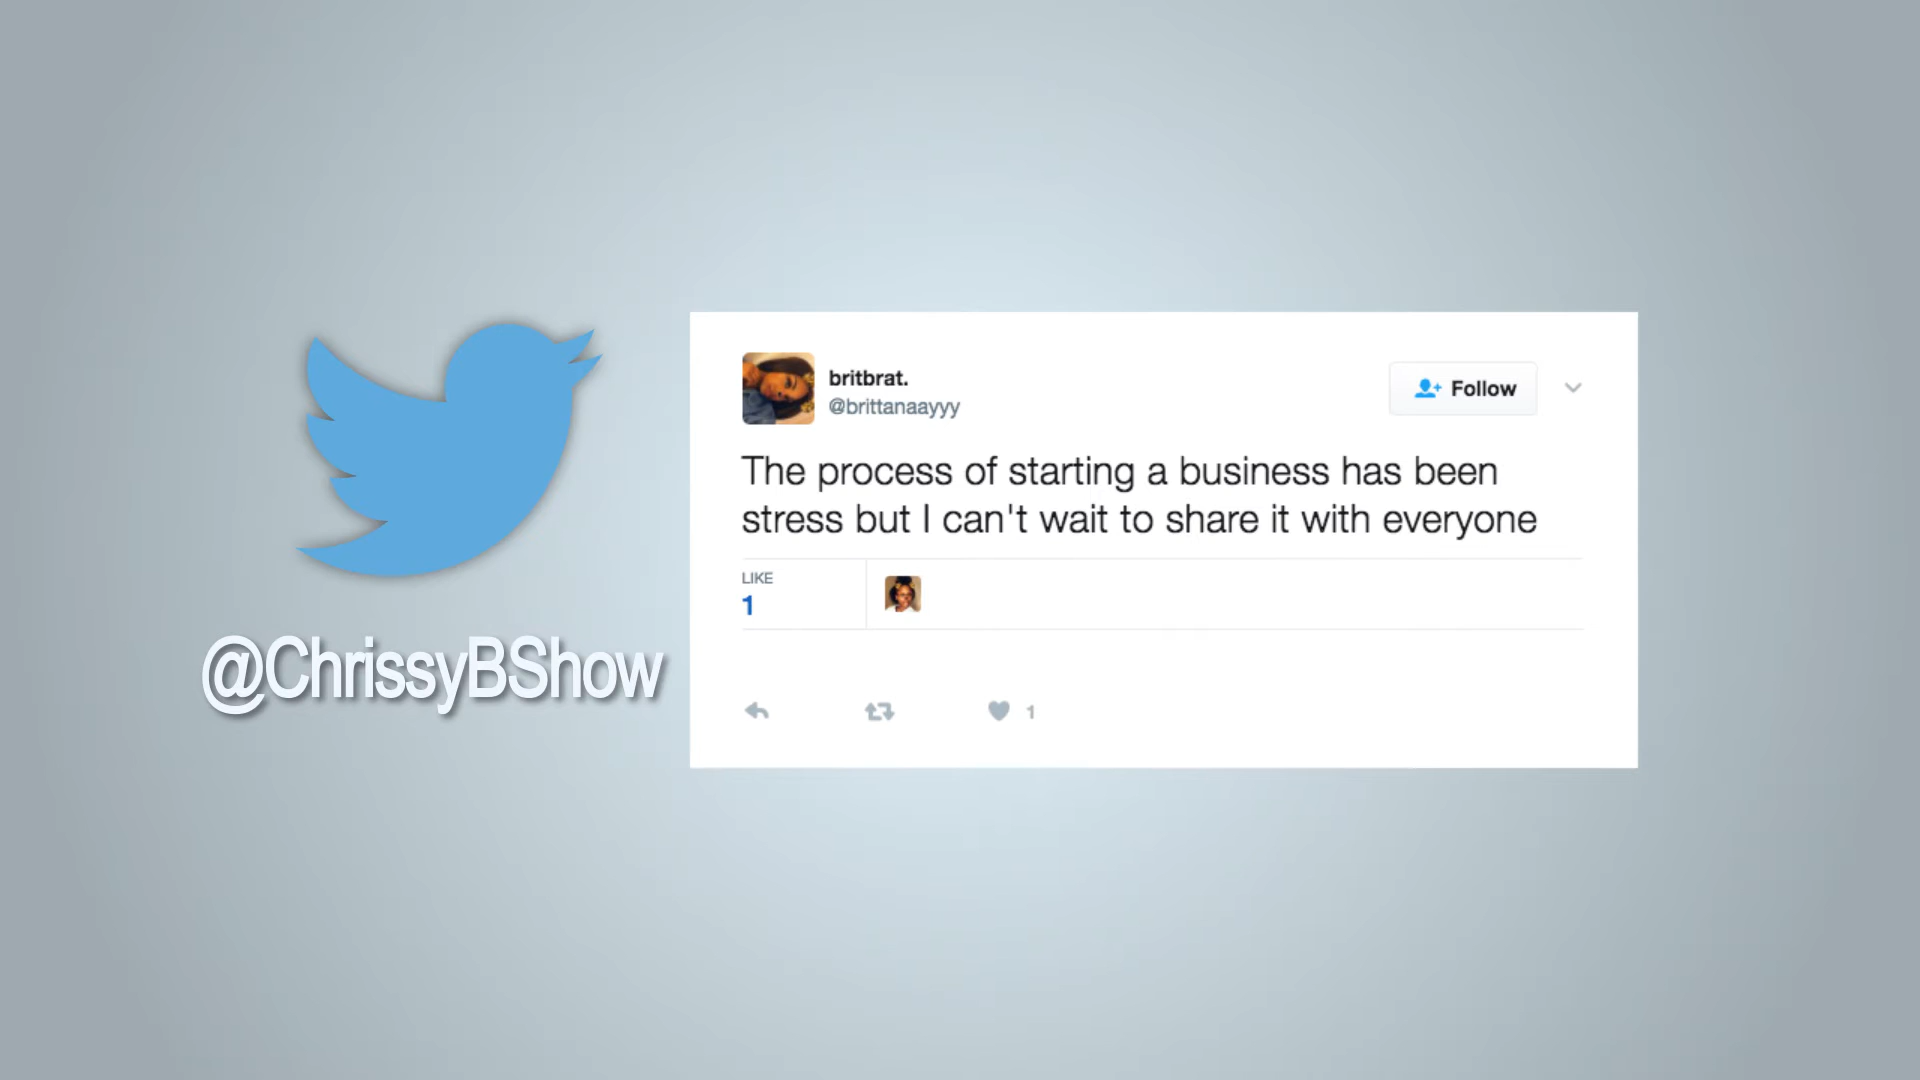 @ChrissyBShow
britbrat.
@brittanaayyy
Follow
The process of starting a business has been
stress but I can't wait to share it with everyone
LIKE
1
1